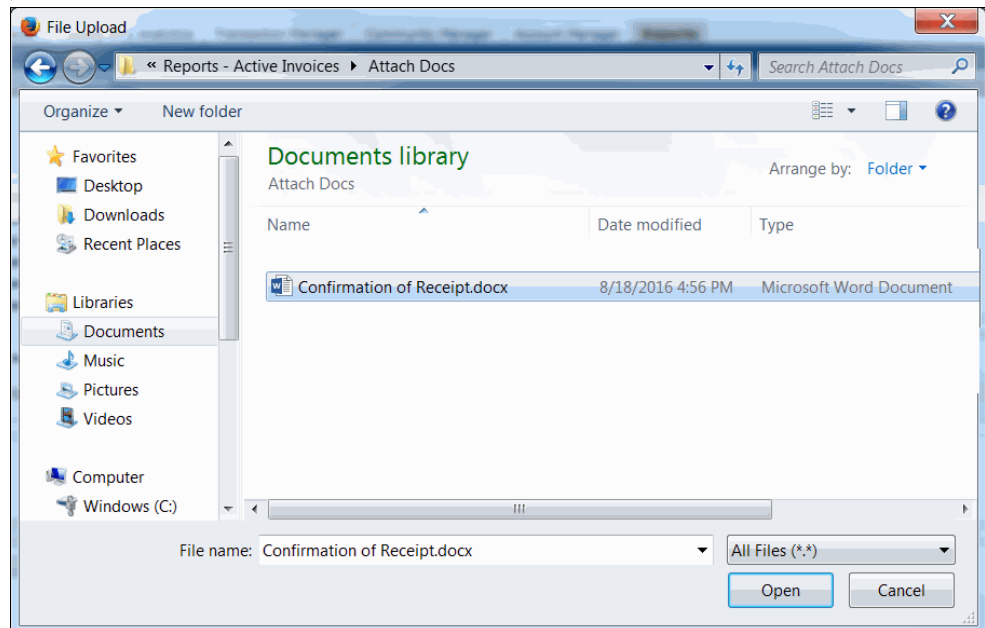 File Upload
« Reports - Active Invoices Attach Docs Search Attach Docs
Organize New folder
Favorites
Desktop
Downloads
Recent Places
Libraries
Documents
Music
Pictures
Videos
Computer
Windows (C:)
Documents library
Attach Docs
Arrange by: Folder
Name Date modified Type
Confirmation of Receipt.docx 8/18/2016 4:56 PM Microsoft Word Document
File name: Confirmation of Receipt.docx All Files (*.*)
Open Cancel